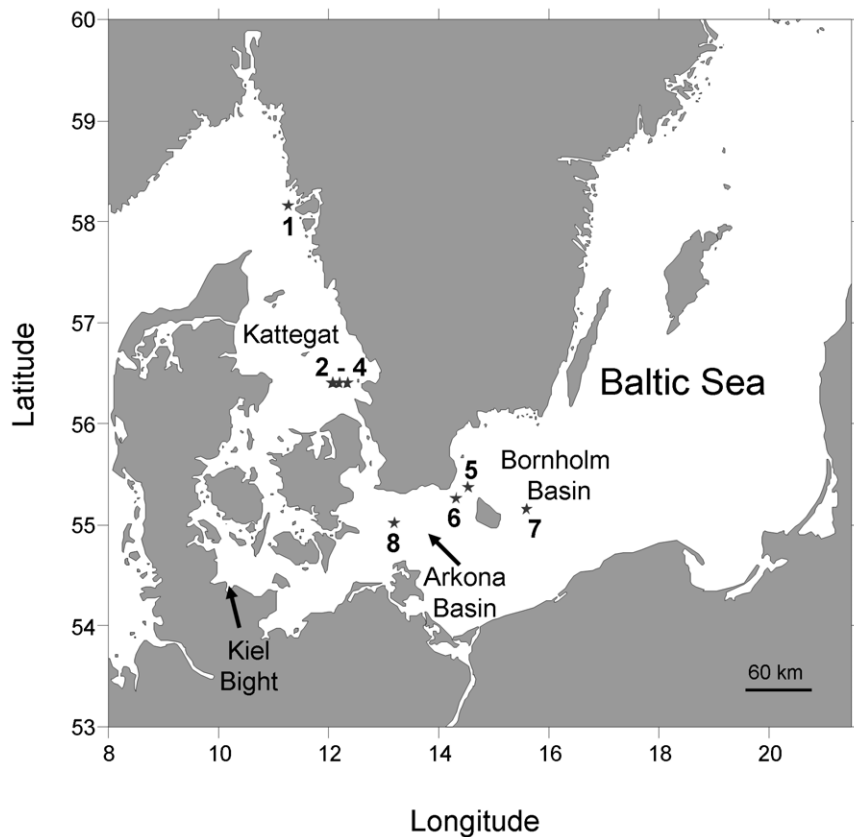 60
59
58
57
56
55
54
53
Latitude
8
10
12
14
16
18
20
Longitude
1
Kattegat
2 - 4
Baltic Sea
5
Bornholm
Basin
6
7
8
Arkona
Basin
Kiel
Bight
60 km